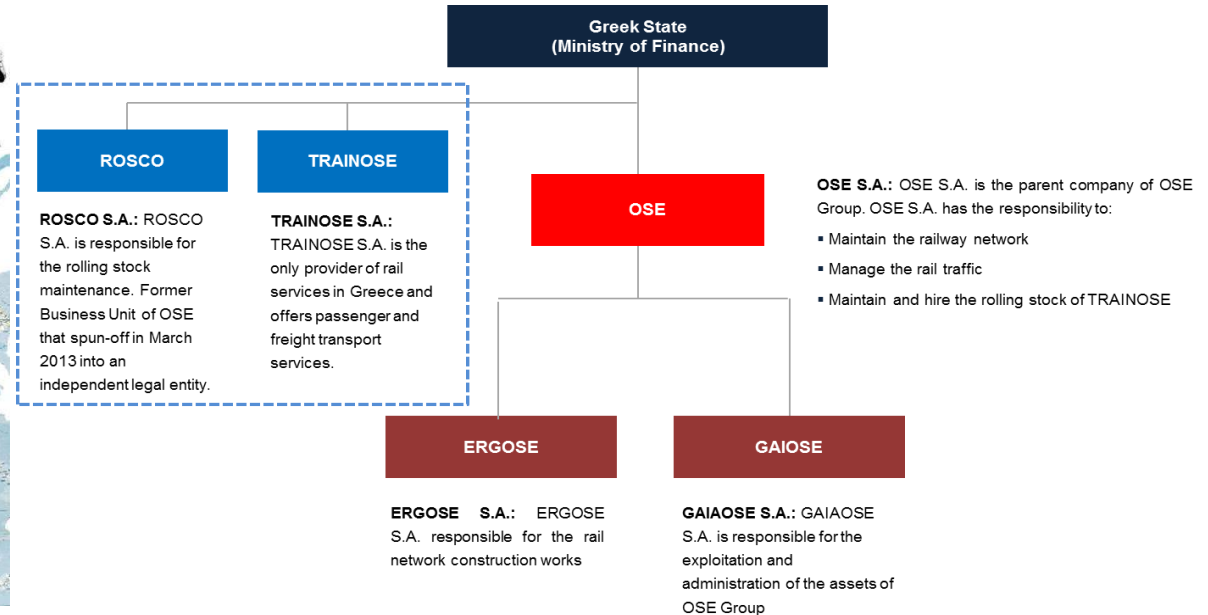 Greek State
(Ministry of Finance)
ROSCO
TRAINOSE
OSE
ROSCO S.A.: ROSCO
S.A. is responsible for
the rolling stock
maintenance. Former
Business Unit of OSE
that spun-off in March
2013 into an
independent legal entity.
TRAINOSE S.A.:
TRAINOSE S.A. is the
only provider of rail
services in Greece and
offers passenger and
freight transport
services.
OSE S.A.: OSE S.A. is the parent company of OSE
Group. OSE S.A. has the responsibility to:
▪ Maintain the railway network
▪ Manage the rail traffic
▪ Maintain and hire the rolling stock of TRAINOSE
ERGOSE
GAIOSE
ERGOSE S.A.: ERGOSE
S.A. responsible for the rail
network construction works
GAIAOSE S.A.: GAIAOSE
S.A. is responsible for the
exploitation and
administration of the assets of
OSE Group